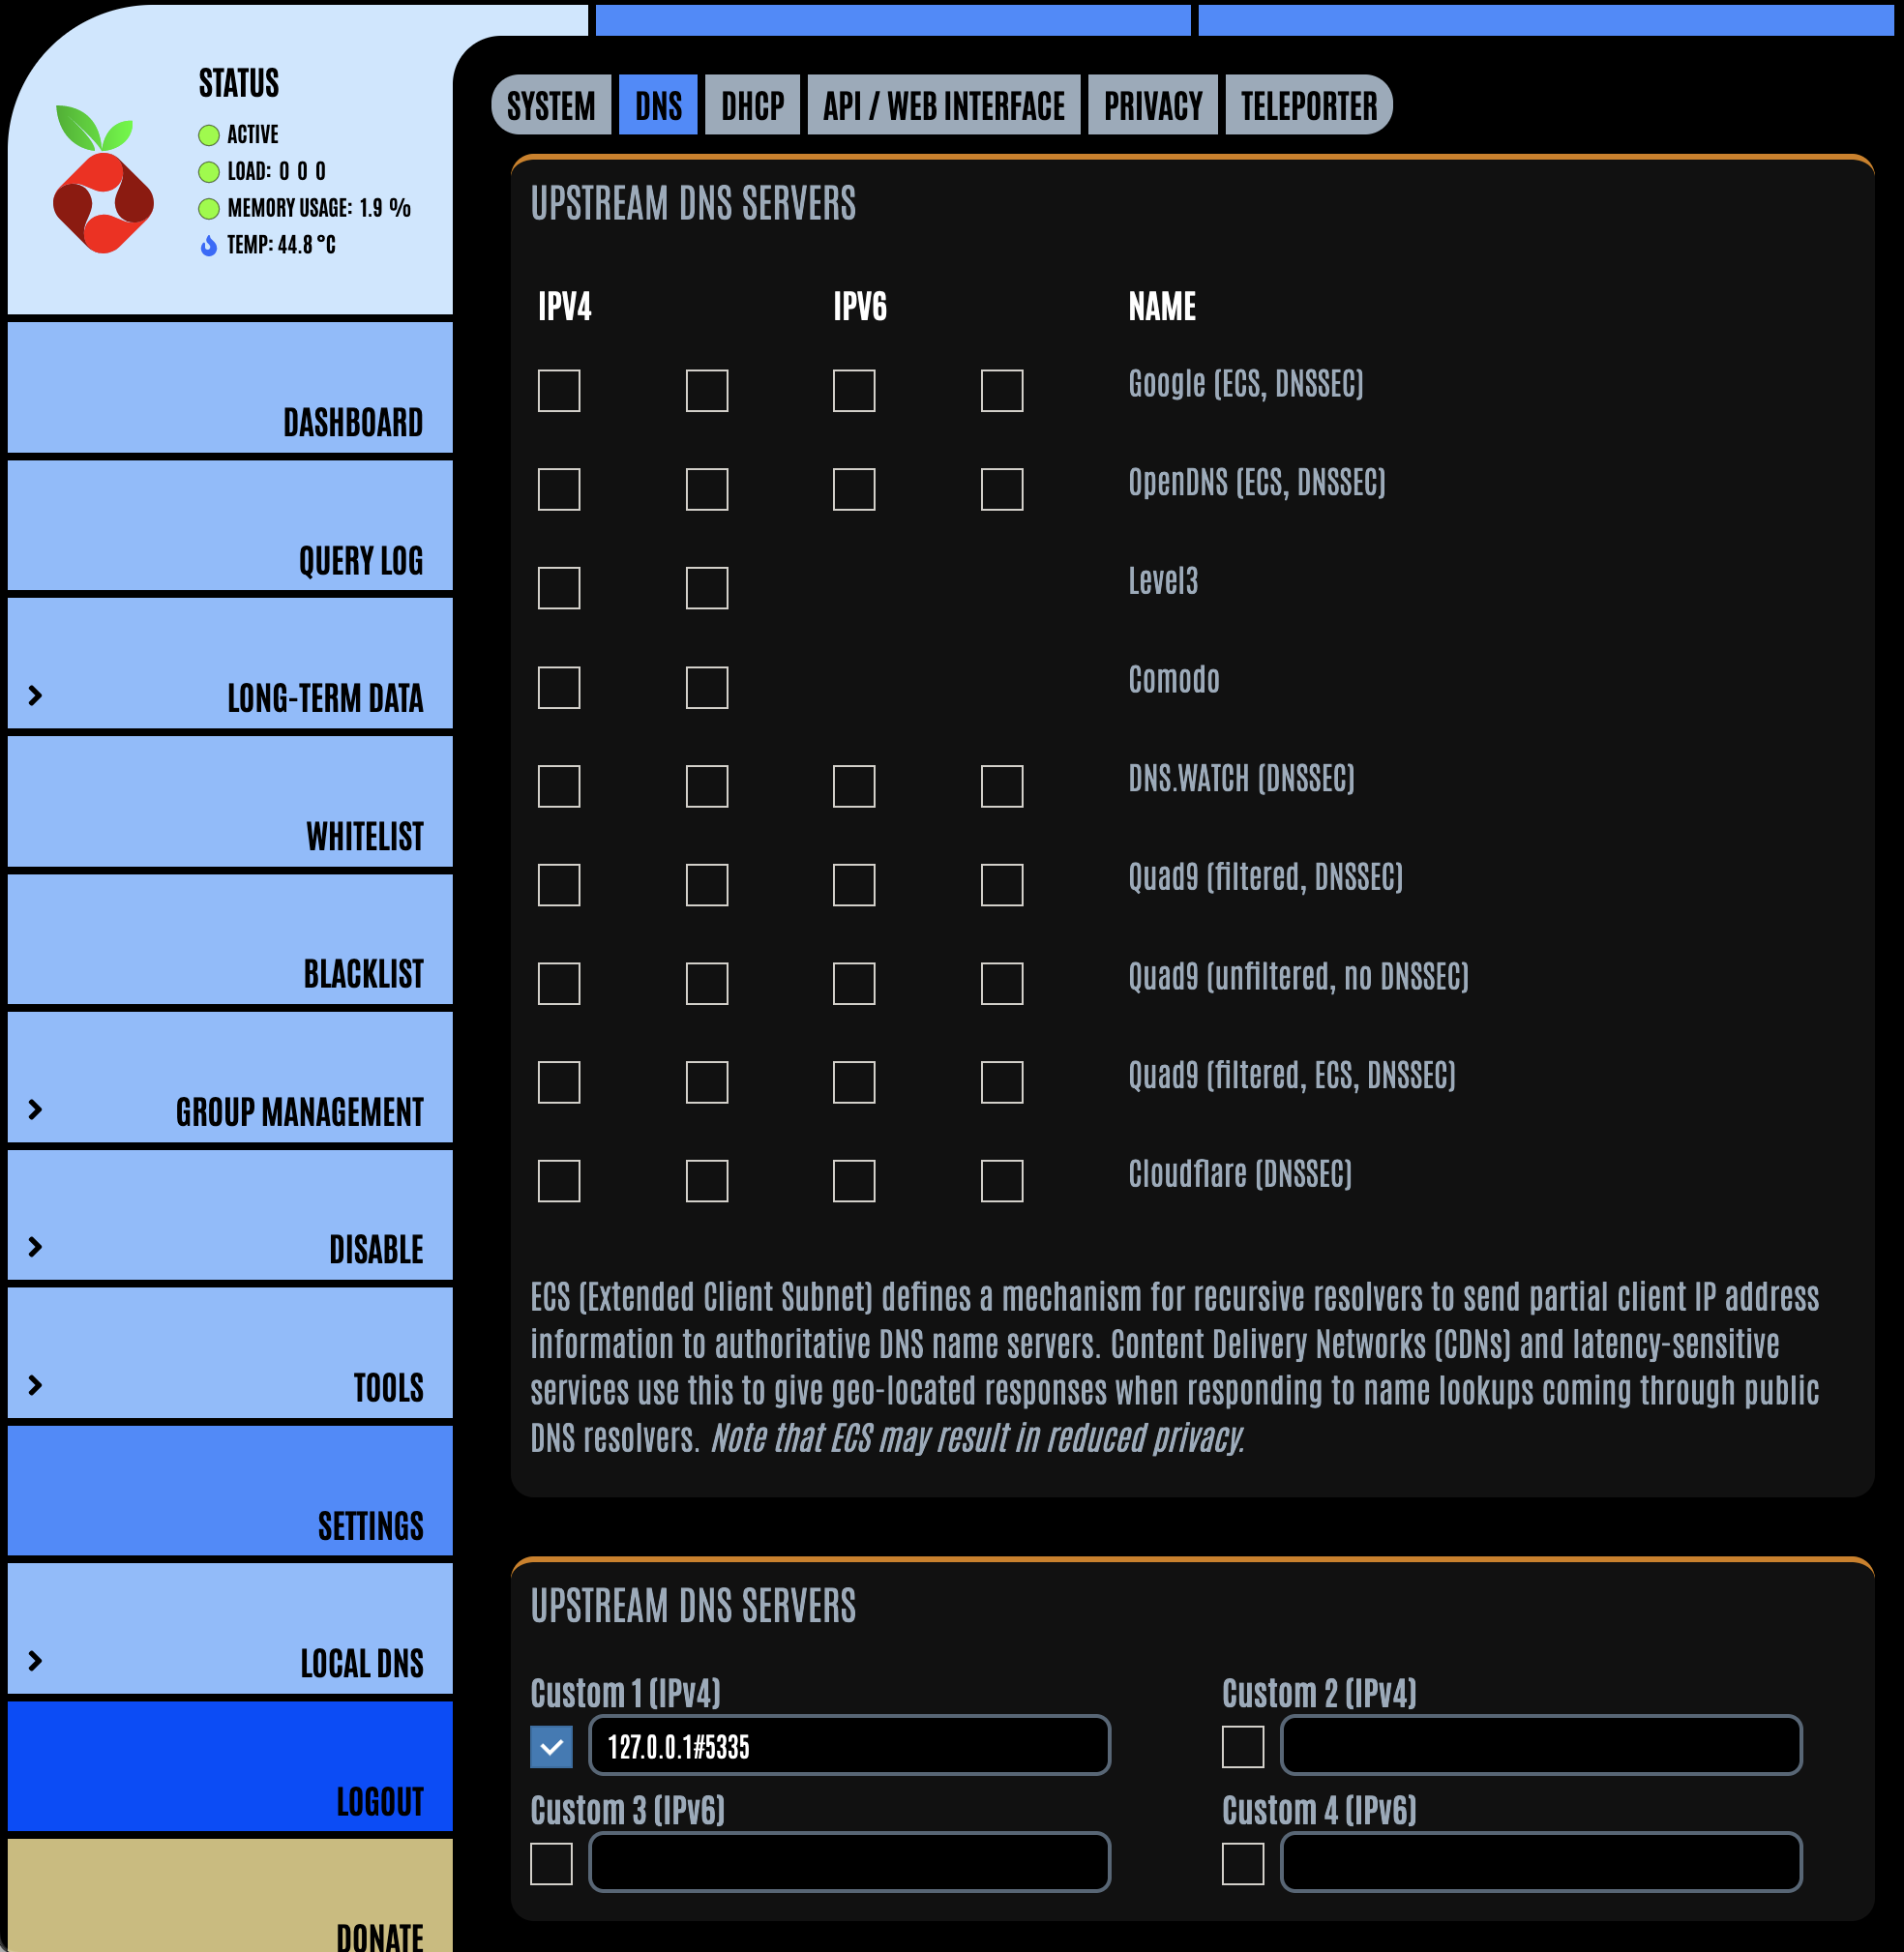 STATUS
ACTIVE
LOAD: 0 0 0
MEMORY USAGE: 1.9 %
TEMP: 44.8 °C
DASHBOARD
QUERY LOG
LONG-TERM DATA
WHITELIST
BLACKLIST
GROUP MANAGEMENT
DISABLE
TOOLS
SETTINGS
LOCAL DNS
LOGOUT
DONATE
SYSTEM DNS DHCP API / WEB INTERFACE PRIVACY TELEPORTER
UPSTREAM DNS SERVERS
IPV4 IPV6 NAME
Google (ECS, DNSSEC)
OpenDNS (ECS, DNSSEC)
Level3
Comodo
DNS.WATCH (DNSSEC)
Quad9 (filtered, DNSSEC)
Quad9 (unfiltered, no DNSSEC)
Quad9 (filtered, ECS, DNSSEC)
Cloudflare (DNSSEC)
ECS (Extended Client Subnet) defines a mechanism for recursive resolvers to send partial client IP address
information to authoritative DNS name servers. Content Delivery Networks (CDNs) and latency-sensitive
services use this to give geo-located responses when responding to name lookups coming through public
DNS resolvers. Note that ECS may result in reduced privacy.
UPSTREAM DNS SERVERS
Custom 1 (IPv4) Custom 2 (IPv4)
127.0.0.1#5335
Custom 3 (IPv6) Custom 4 (IPv6)